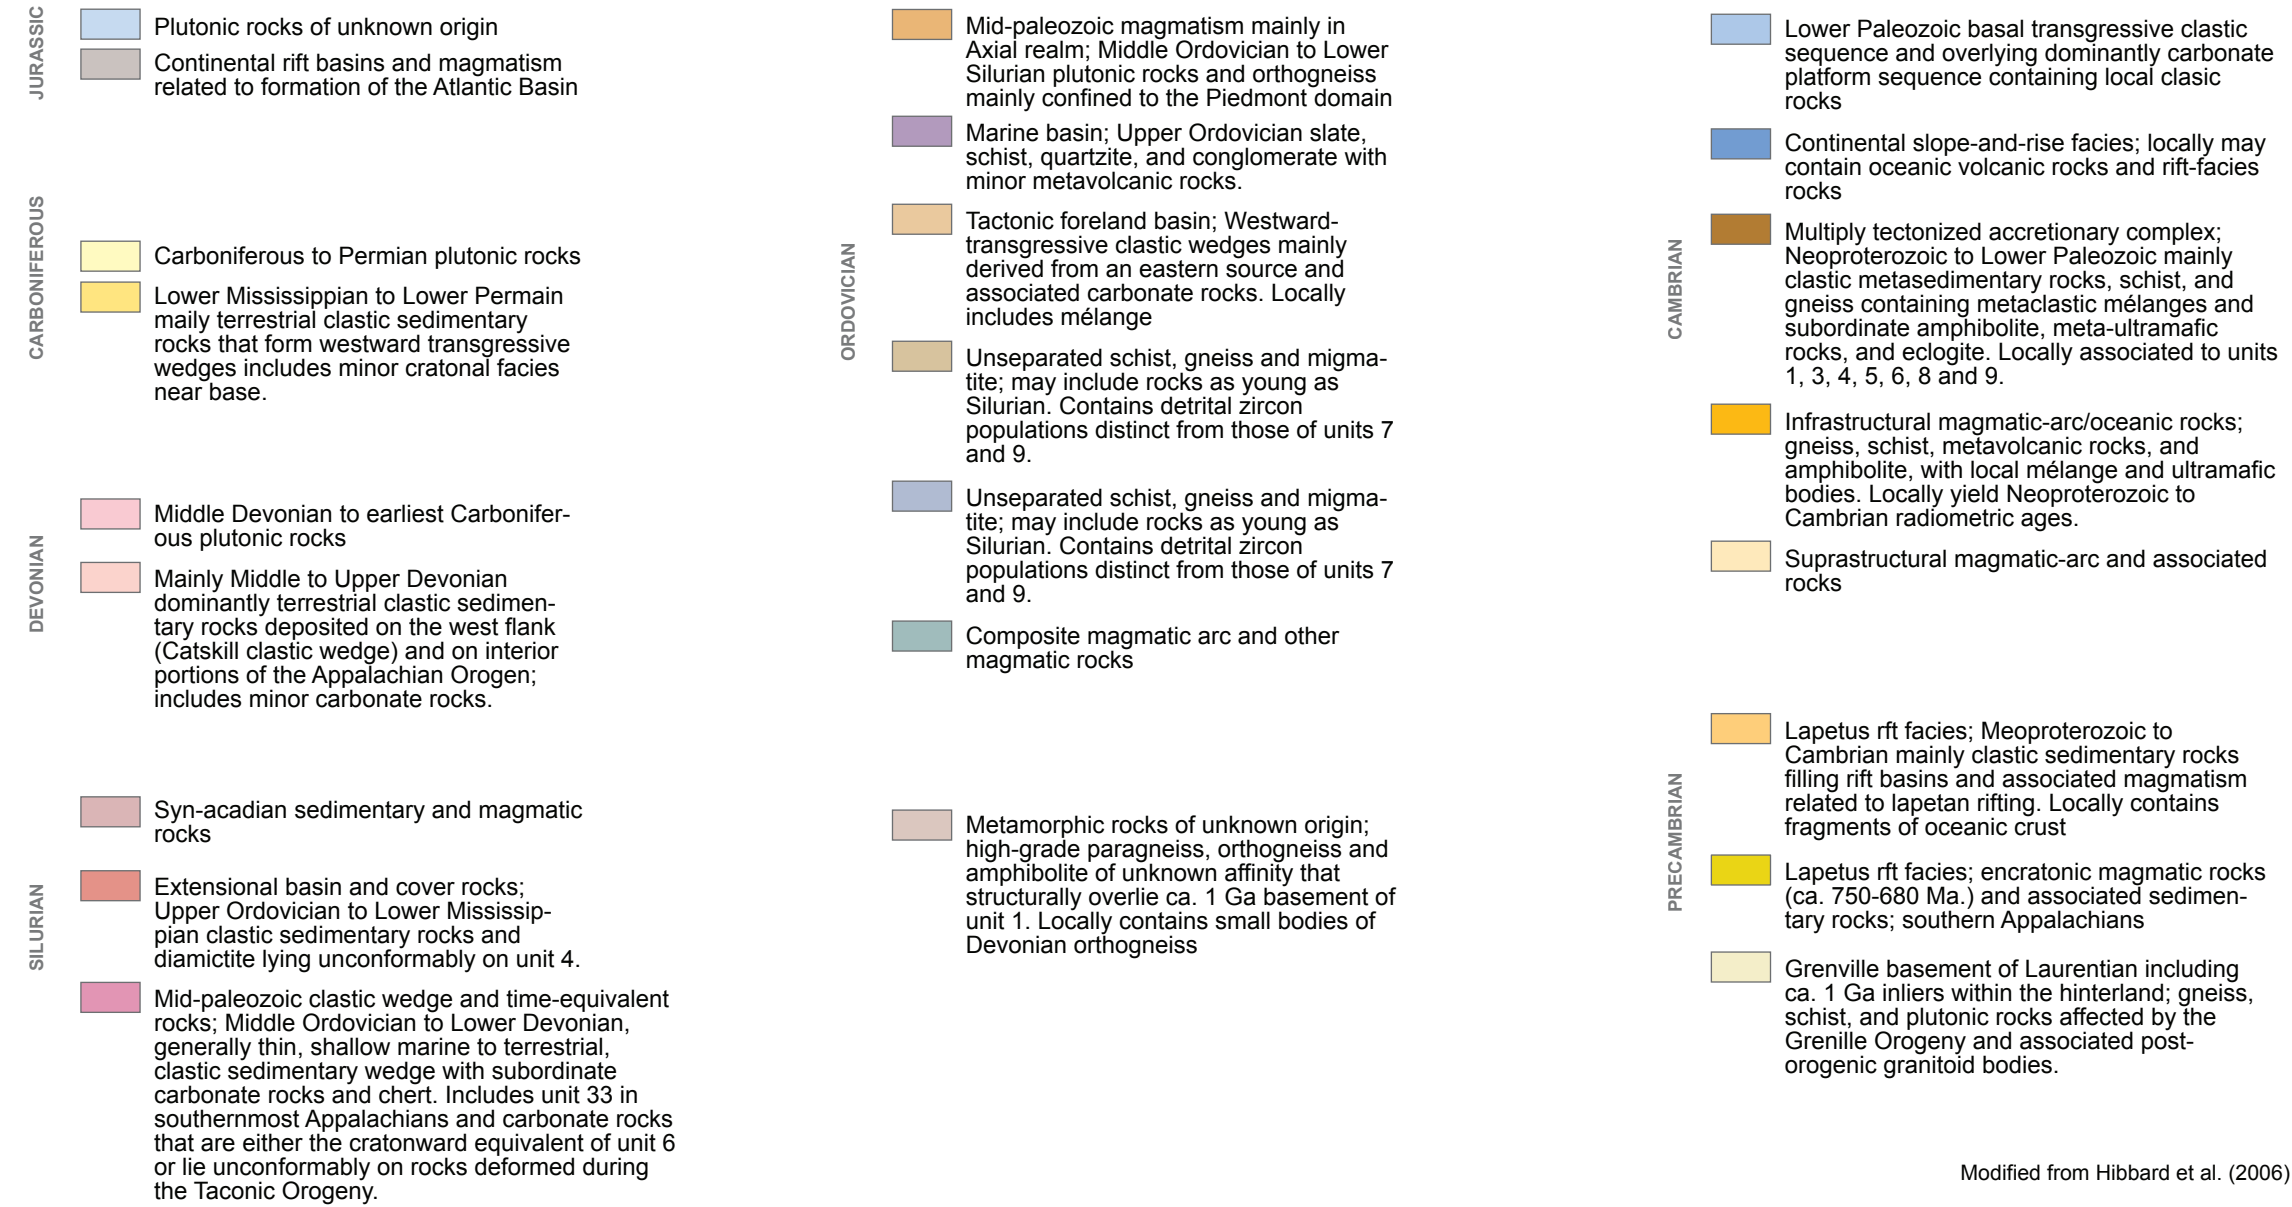 JURASSIC
Plutonic rocks of unknown origin
Continental rift basins and magmatism
related to formation of the Atlantic Basin
CARBONIFEROUS
Carboniferous to Permian plutonic rocks
Lower Mississippian to Lower Permain
maily terrestrial clastic sedimentary
rocks that form westward transgressive
wedges includes minor cratonal facies
near base.
DEVONIAN
Middle Devonian to earliest Carbonifer-
ous plutonic rocks
Mainly Middle to Upper Devonian
dominantly terrestrial clastic sedimen-
tary rocks deposited on the west flank
(Catskill clastic wedge) and on interior
portions of the Appalachian Orogen;
includes minor carbonate rocks.
SILURIAN
Syn-acadian sedimentary and magmatic
rocks
Extensional basin and cover rocks;
Upper Ordovician to Lower Mississip-
pian clastic sedimentary rocks and
diamictite lying unconformably on unit 4.
Mid-paleozoic clastic wedge and time-equivalent
rocks; Middle Ordovician to Lower Devonian,
generally thin, shallow marine to terrestrial,
clastic sedimentary wedge with subordinate
carbonate rocks and chert. Includes unit 33 in
southernmost Appalachians and carbonate rocks
that are either the cratonward equivalent of unit 6
or lie unconformably on rocks deformed during
the Taconic Orogeny.
ORDOVICIAN
Mid-paleozoic magmatism mainly in
Axial realm; Middle Ordovician to Lower
Silurian plutonic rocks and orthogneiss
mainly confined to the Piedmont domain
Marine basin; Upper Ordovician slate,
schist, quartzite, and conglomerate with
minor metavolcanic rocks.
Tactonic foreland basin; Westward-
transgressive clastic wedges mainly
derived from an eastern source and
associated carbonate rocks. Locally
includes mélange
Unseparated schist, gneiss and migma-
tite; may include rocks as young as
Silurian. Contains detrital zircon
populations distinct from those of units 7
and 9.
Unseparated schist, gneiss and migma-
tite; may include rocks as young as
Silurian. Contains detrital zircon
populations distinct from those of units 7
and 9.
Composite magmatic arc and other
magmatic rocks
Metamorphic rocks of unknown origin;
high-grade paragneiss, orthogneiss and
amphibolite of unknown affinity that
structurally overlie ca. 1 Ga basement of
unit 1. Locally contains small bodies of
Devonian orthogneiss
CAMBRIAN
Lower Paleozoic basal transgressive clastic
sequence and overlying dominantly carbonate
platform sequence containing local clasic
rocks
Continental slope-and-rise facies; locally may
contain oceanic volcanic rocks and rift-facies
rocks
Multiply tectonized accretionary complex;
Neoproterozoic to Lower Paleozoic mainly
clastic metasedimentary rocks, schist, and
gneiss containing metaclastic mélanges and
subordinate amphibolite, meta-ultramafic
rocks, and eclogite. Locally associated to units
1, 3, 4, 5, 6, 8 and 9.
Infrastructural magmatic-arc/oceanic rocks;
gneiss, schist, metavolcanic rocks, and
amphibolite, with local mélange and ultramafic
bodies. Locally yield Neoproterozoic to
Cambrian radiometric ages.
Suprastructural magmatic-arc and associated
rocks
PRECAMBRIAN
Lapetus rft facies; Meoproterozoic to
Cambrian mainly clastic sedimentary rocks
filling rift basins and associated magmatism
related to lapetan rifting. Locally contains
fragments of oceanic crust
Lapetus rft facies; encratonic magmatic rocks
(ca. 750-680 Ma.) and associated sedimen-
tary rocks; southern Appalachians
Grenville basement of Laurentian including
ca. 1 Ga inliers within the hinterland; gneiss,
schist, and plutonic rocks affected by the
Grenille Orogeny and associated post-
orogenic granitoid bodies.
Modified from Hibbard et al. (2006)